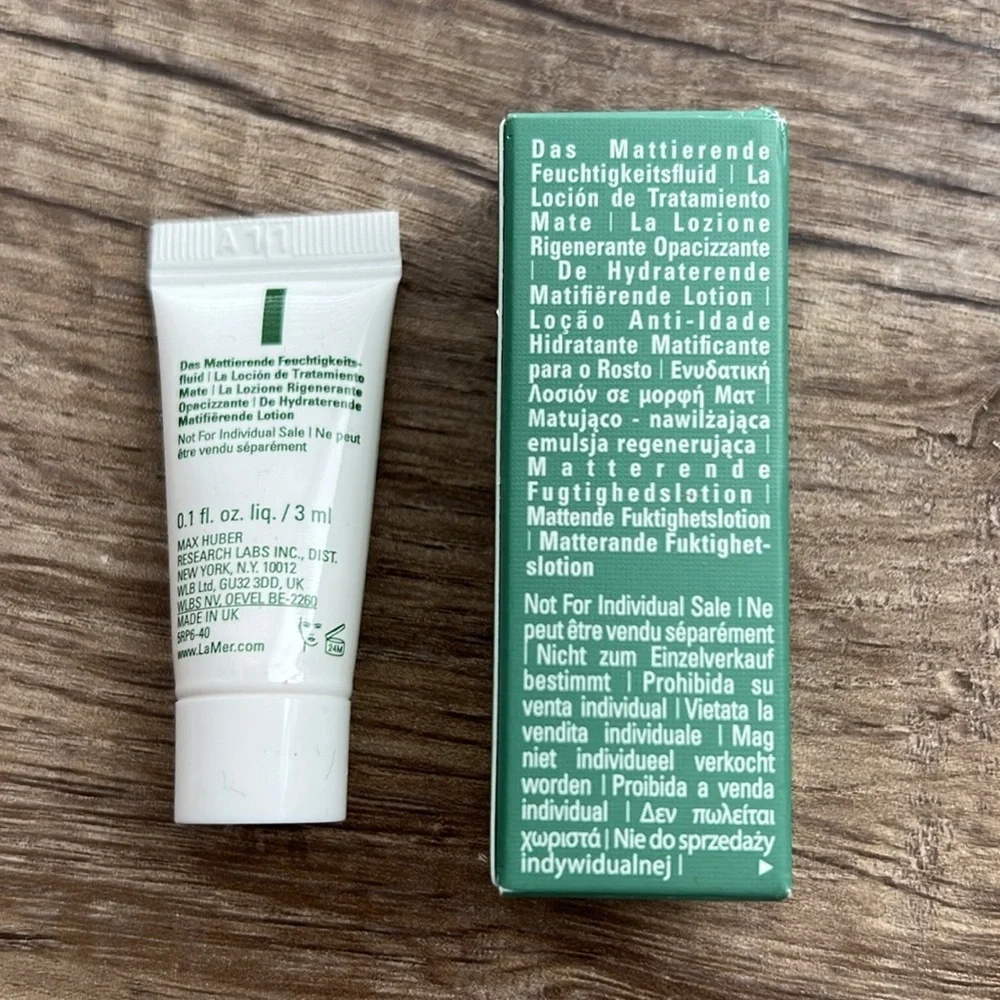 A11
Das Mattierende Feuchtigkeits-
fluid | La Loción de Tratamiento
Mate | La Lozione Rigenerante
Opacizzante | De Hydraterende
Matifiërende Lotion
Not For Individual Sale | Ne peut
être vendu séparément
0.1 fl. oz. liq. / 3 ml
MAX HUBER
RESEARCH LABS INC., DIST.
NEW YORK, N.Y. 10012
WLB Ltd, GU32 3DD, UK
WLBS NV, OEVEL BE-2260
MADE IN UK
5RP6-40
www.LaMer.com
24M
Das Mattierende
Feuchtigkeitsfluid | La
Loción de Tratamiento
Mate | La Lozione
Rigenerante Opacizzante
| De Hydraterende
Matifiërende Lotion |
Loção Anti-Idade
Hidratante Matificante
para o Rosto | Ενυδατική
Λοσιόν σε μορφή Ματ |
Matująco - nawilżająca
emulsja regenerująca |
Matterende
Fugtighedslotion |
Mattende Fuktighetslotion
| Matterande Fuktighet-
slotion
Not For Individual Sale | Ne
peut être vendu séparément
| Nicht zum Einzelverkauf
bestimmt | Prohibida su
venta individual | Vietata la
vendita individuale | Mag
niet individueel verkocht
worden | Proibida a venda
individual | Δεν πωλείται
χωριστά | Nie do sprzedaży
indywidualnej |